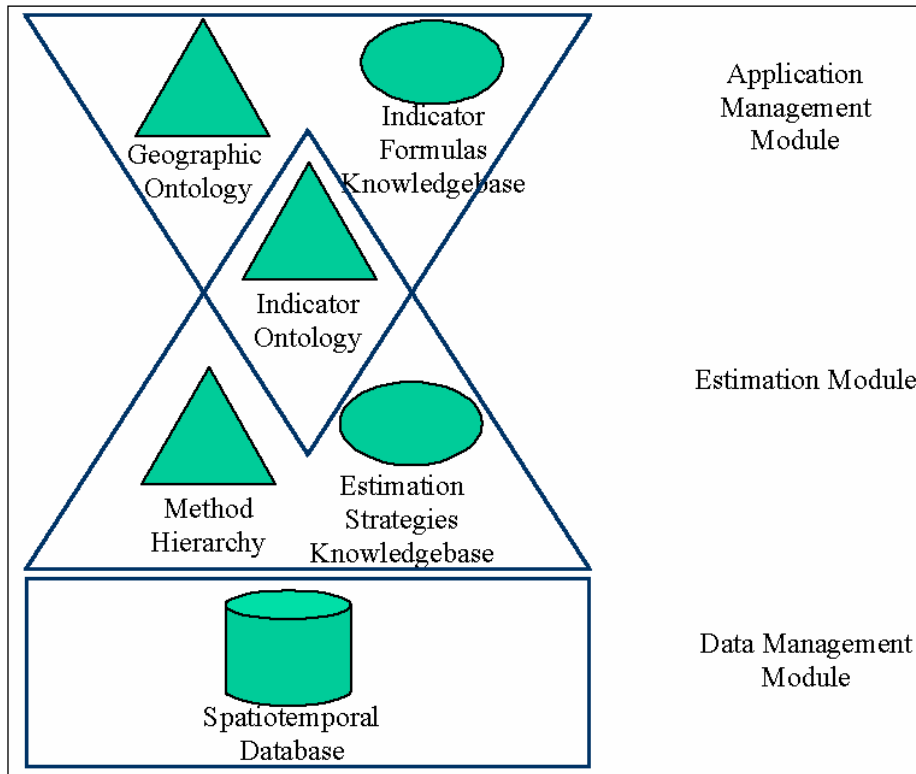 Application
Management
Module
Geographic
Ontology
Indicator
Formulas
Knowledgebase
Indicator
Ontology
Estimation Module
Method
Hierarchy
Estimation
Strategies
Knowledgebase
Data Management
Module
Spatiotemporal
Database